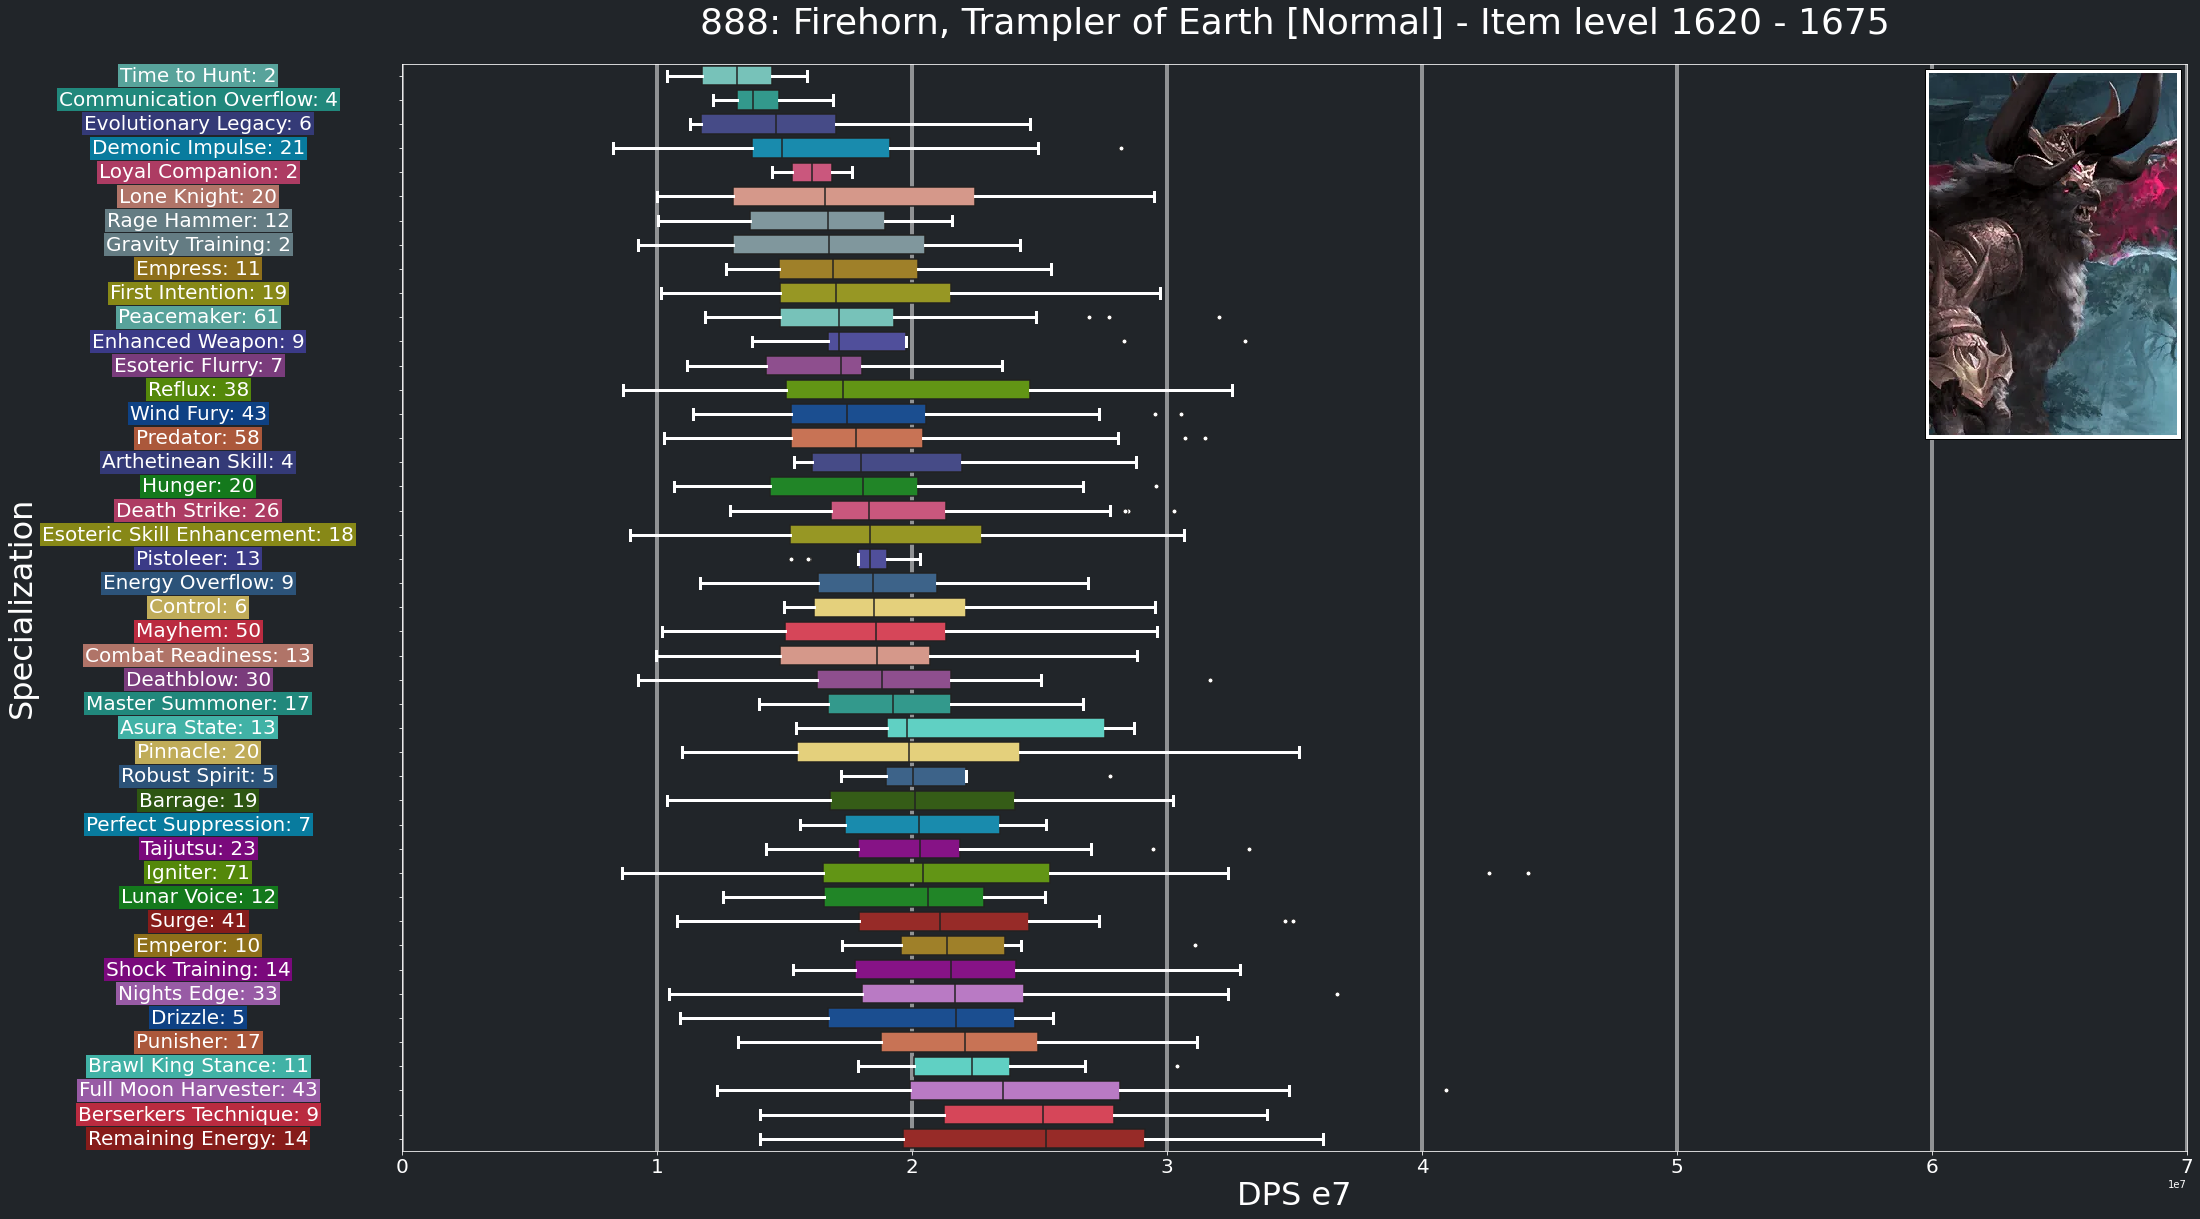 888: Firehorn, Trampler of Earth [Normal] - Item level 1620 - 1675
Specialization
Time to Hunt: 2
Communication Overflow: 4
Evolutionary Legacy: 6
Demonic Impulse: 21
Loyal Companion: 2
Lone Knight: 20
Rage Hammer: 12
Gravity Training: 2
Empress: 11
First Intention: 19
Peacemaker: 61
Enhanced Weapon: 9
Esoteric Flurry: 7
Reflux: 38
Wind Fury: 43
Predator: 58
Arthetinean Skill: 4
Hunger: 20
Death Strike: 26
Esoteric Skill Enhancement: 18
Pistoleer: 13
Energy Overflow: 9
Control: 6
Mayhem: 50
Combat Readiness: 13
Deathblow: 30
Master Summoner: 17
Asura State: 13
Pinnacle: 20
Robust Spirit: 5
Barrage: 19
Perfect Suppression: 7
Taijutsu: 23
Igniter: 71
Lunar Voice: 12
Surge: 41
Emperor: 10
Shock Training: 14
Nights Edge: 33
Drizzle: 5
Punisher: 17
Brawl King Stance: 11
Full Moon Harvester: 43
Berserkers Technique: 9
Remaining Energy: 14
0 1 2 3 4 5 6 7
1e7
DPS e7